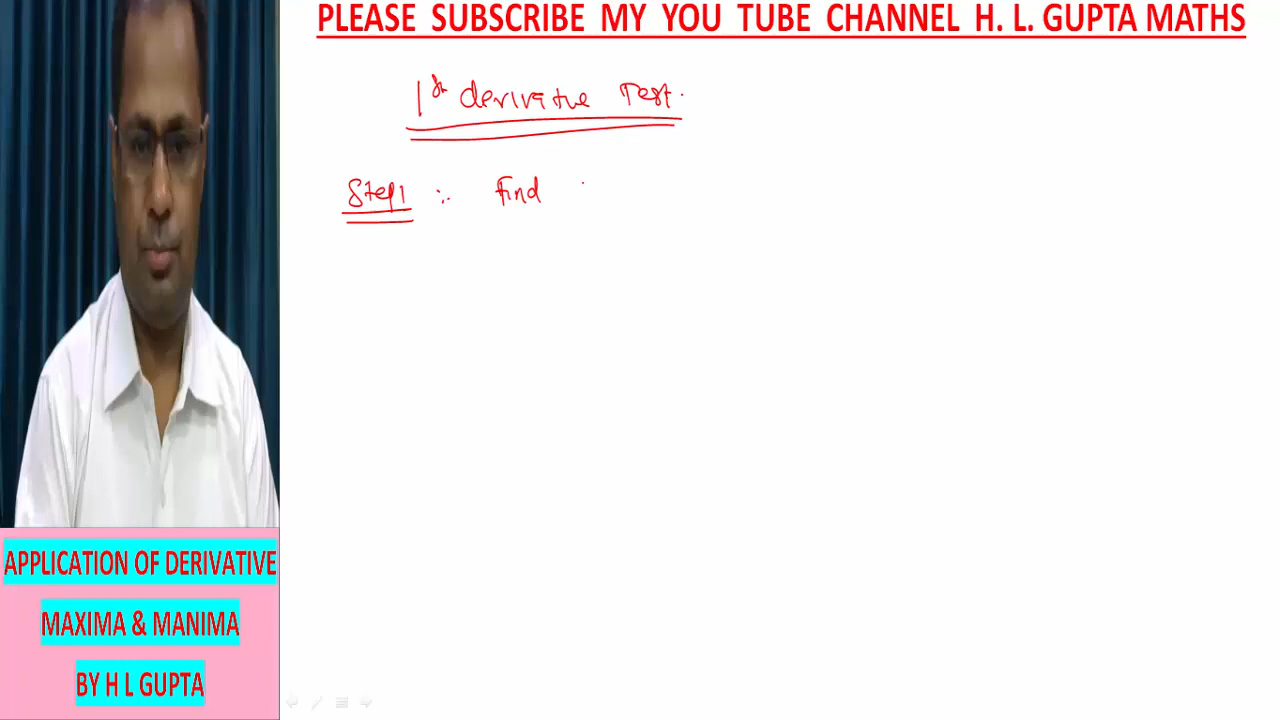 PLEASE SUBSCRIBE MY YOU TUBE CHANNEL H. L. GUPTA MATHS
1st derivative Test.
Step1 :. find
APPLICATION OF DERIVATIVE
MAXIMA & MANIMA
BY H L GUPTA